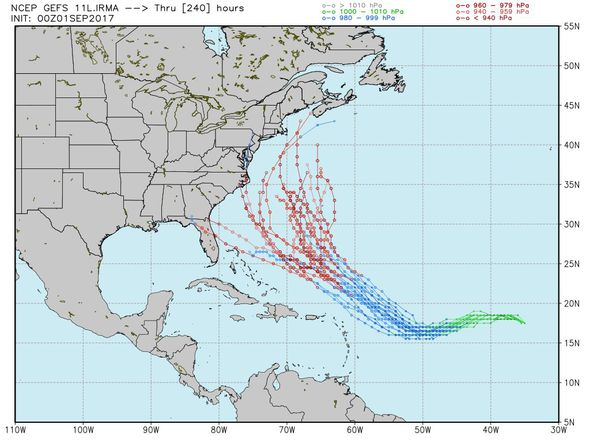 NCEP GEFS 11L.IRMA ——> Thru [240] hours
INIT: 00Z01SEP2017
> 1010 hPa
1000 – 1010 hPa
980 – 999 hPa
960 – 979 hPa
940 – 959 hPa
< 940 hPa
55N
50N
45N
40N
35N
30N
25N
20N
15N
10N
5N
110W 100W 90W 80W 70W 60W 50W 40W 30W